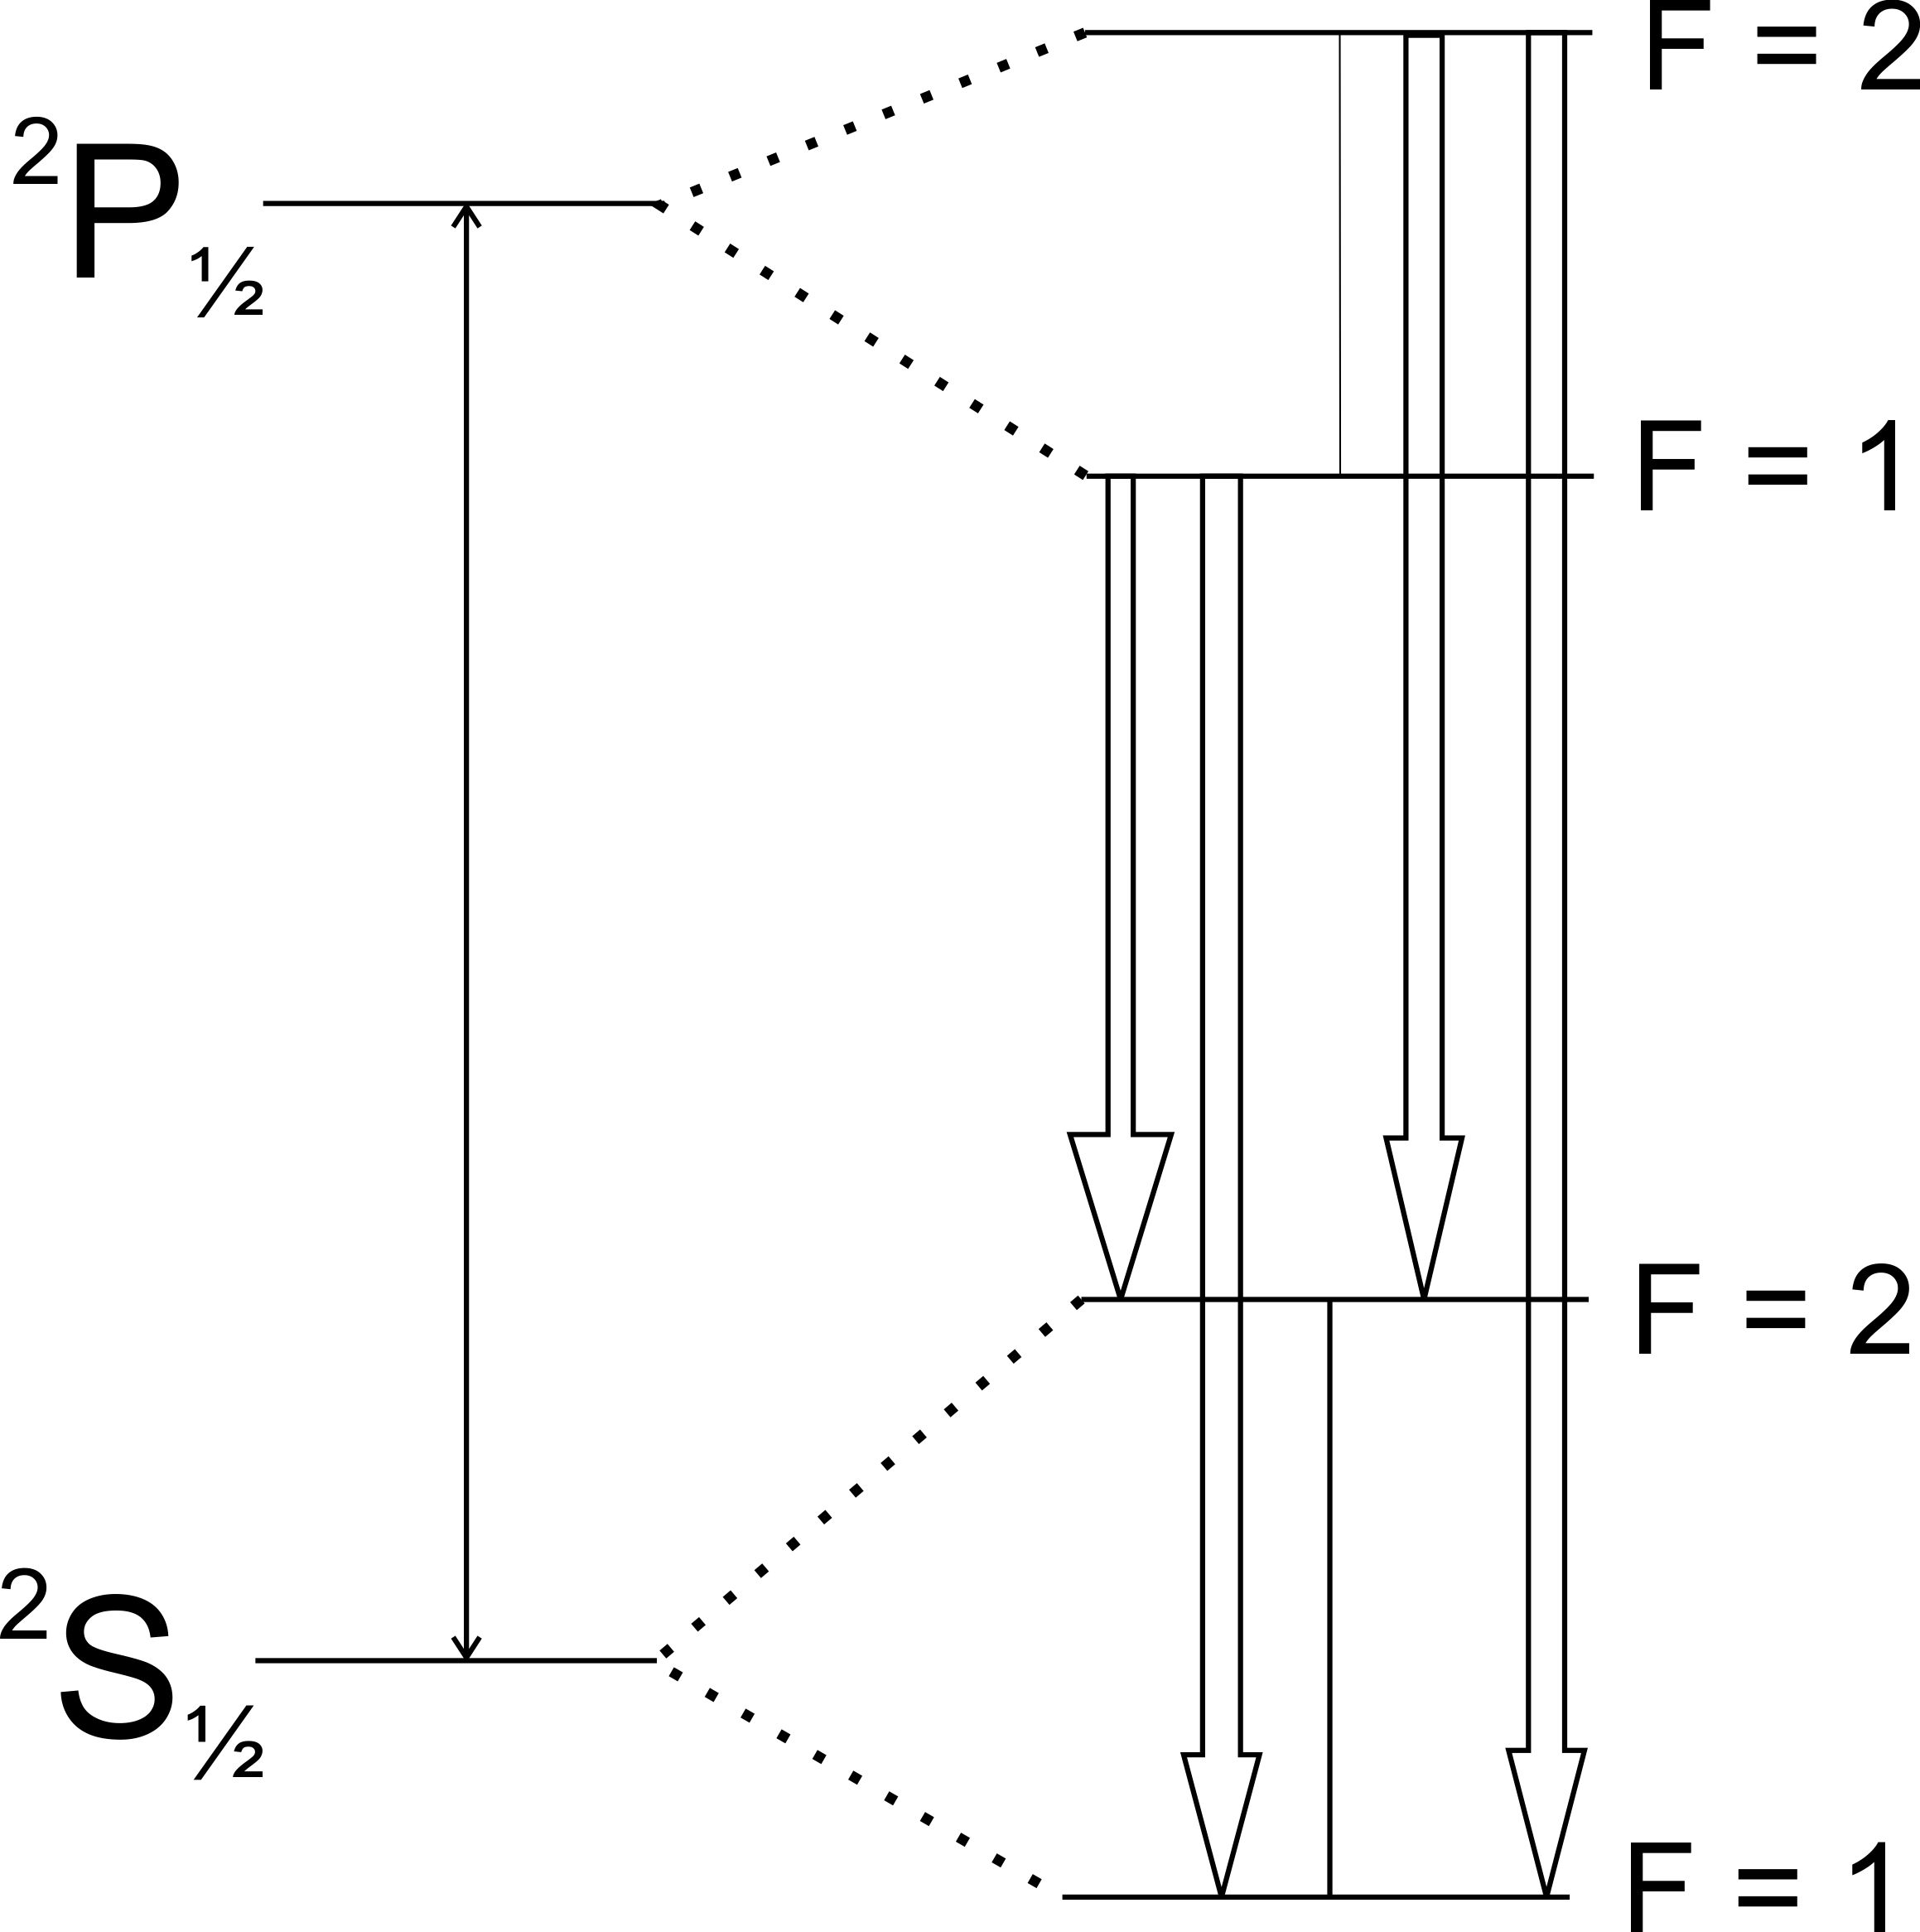 F = 2
²P½
F = 1
F = 2
²S½
F = 1